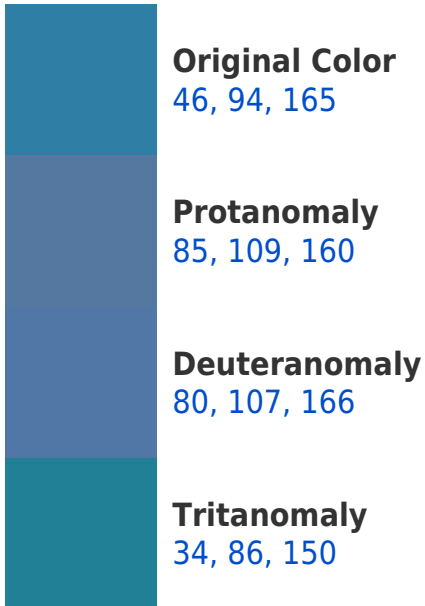 Original Color
46, 94, 165
Protanomaly
85, 109, 160
Deuteranomaly
80, 107, 166
Tritanomaly
34, 86, 150